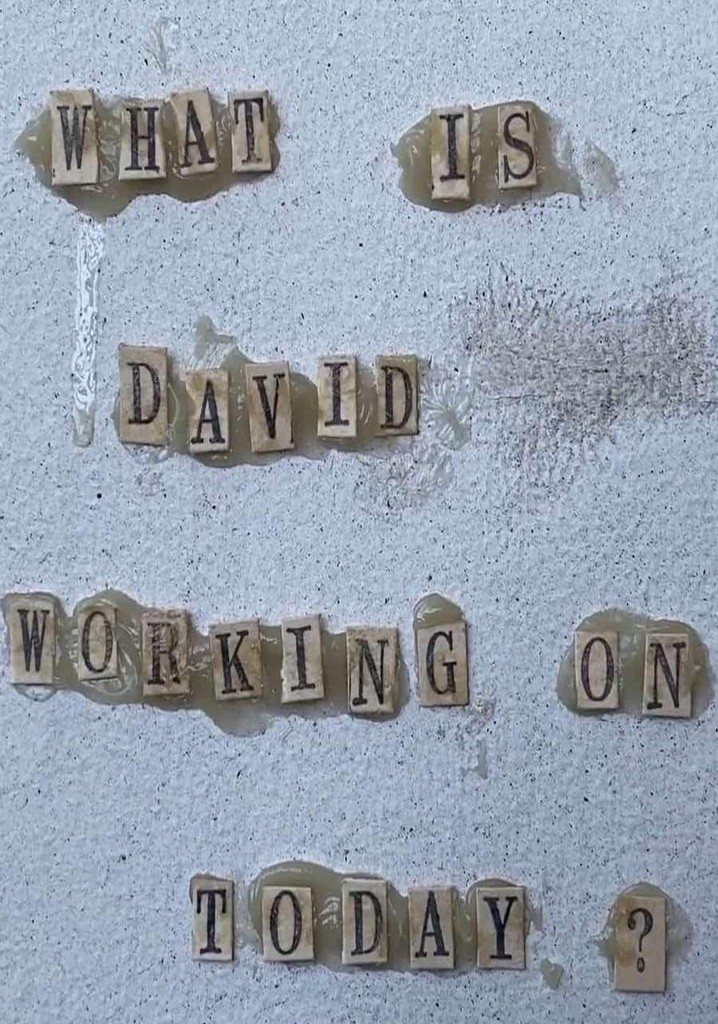 WHAT IS
DAVID
WORKING ON
TODAY ?